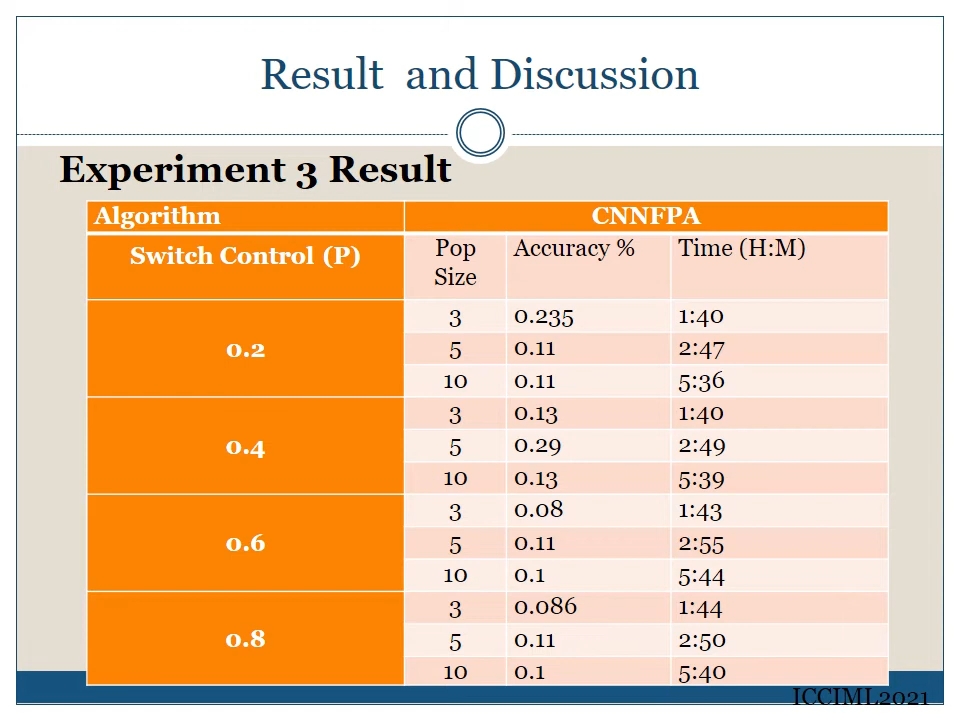 Result and Discussion
Experiment 3 Result
Algorithm CNNFPA
Switch Control (P) Pop Size Accuracy % Time (H:M)
0.2 3 0.235 1:40
5 0.11 2:47
10 0.11 5:36
0.4 3 0.13 1:40
5 0.29 2:49
10 0.13 5:39
0.6 3 0.08 1:43
5 0.11 2:55
10 0.1 5:44
0.8 3 0.086 1:44
5 0.11 2:50
10 0.1 5:40
ICCIML2021